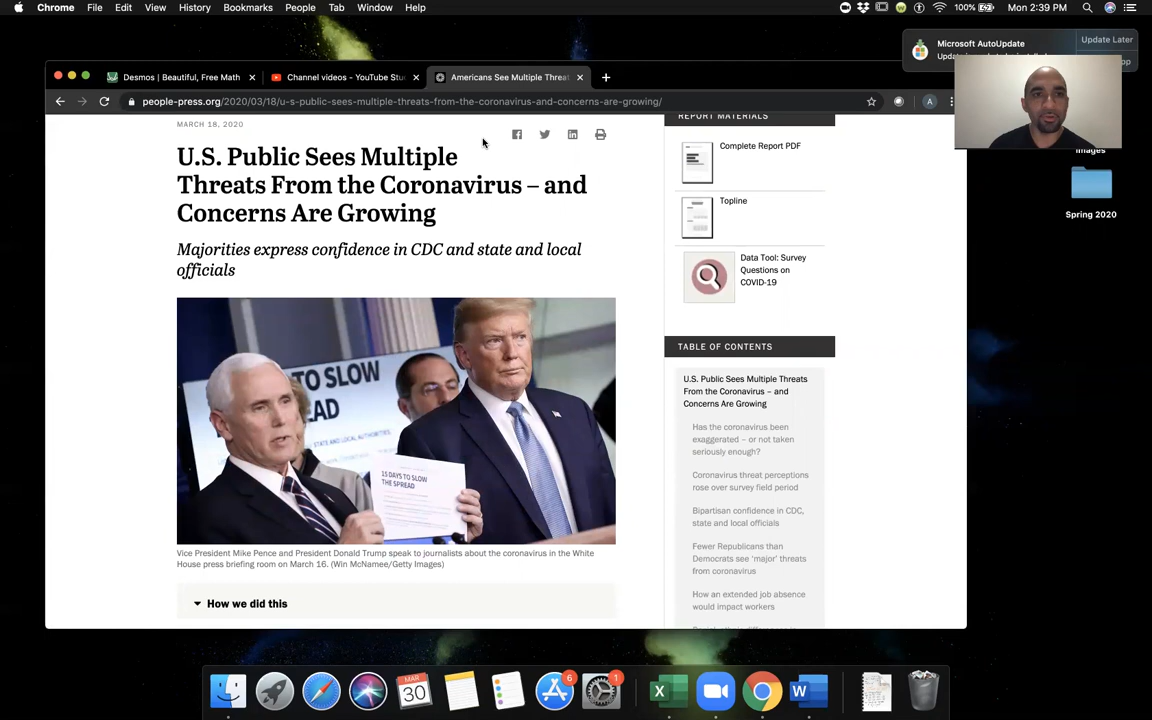 Chrome File Edit View History Bookmarks People Tab Window Help
100% Mon 2:39 PM
Microsoft AutoUpdate
Update Later
Desmos | Beautiful, Free Math
Channel videos - YouTube Stu
Americans See Multiple Threat
people-press.org/2020/03/18/u-s-public-sees-multiple-threats-from-the-coronavirus-and-concerns-are-growing/
A
MARCH 18, 2020
U.S. Public Sees Multiple
Threats From the Coronavirus – and
Concerns Are Growing
Majorities express confidence in CDC and state and local
officials
TO SLOW
15 DAYS TO SLOW
THE SPREAD
Vice President Mike Pence and President Donald Trump speak to journalists about the coronavirus in the White
House press briefing room on March 16. (Win McNamee/Getty Images)
How we did this
REPORT MATERIALS
Complete Report PDF
Topline
Data Tool: Survey
Questions on
COVID-19
TABLE OF CONTENTS
U.S. Public Sees Multiple Threats
From the Coronavirus – and
Concerns Are Growing
Has the coronavirus been
exaggerated – or not taken
seriously enough?
Coronavirus threat perceptions
rose over survey field period
Bipartisan confidence in CDC,
state and local officials
Fewer Republicans than
Democrats see ‘major’ threats
from coronavirus
How an extended job absence
would impact workers
Images
Spring 2020
MAR
30
6
1